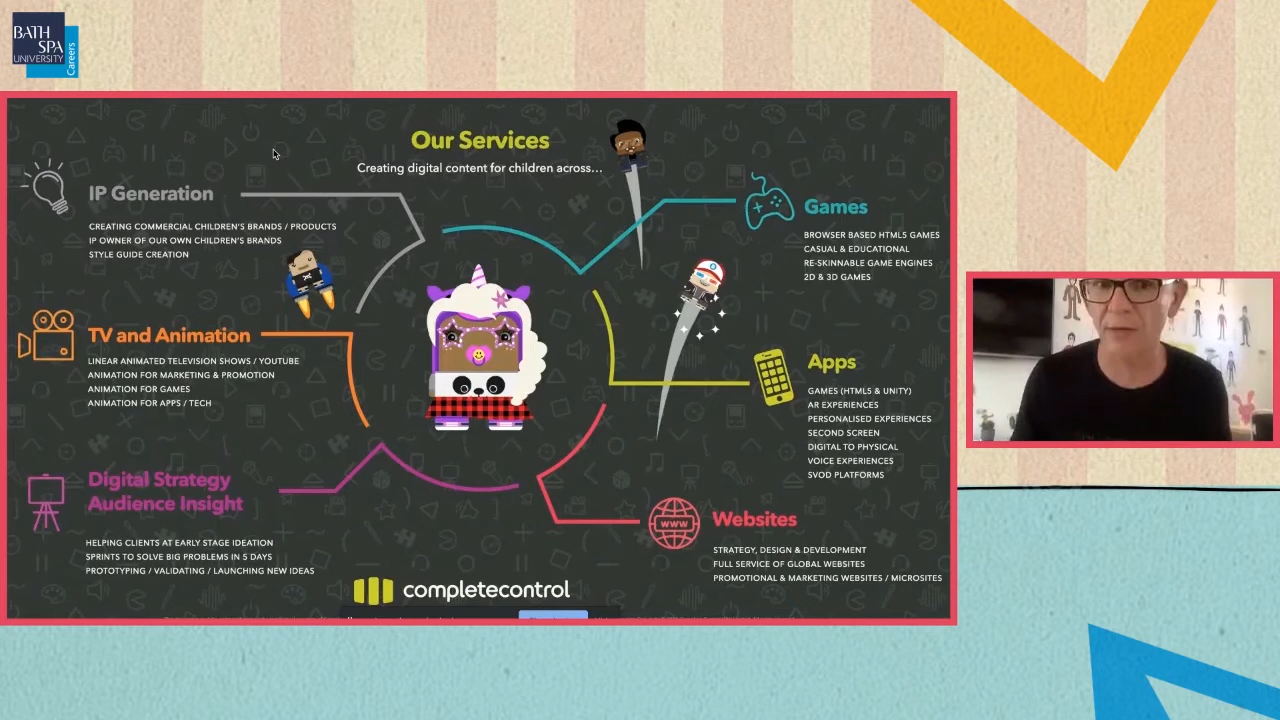 BATH
SPA
UNIVERSITY
Careers
Our Services
Creating digital content for children across...
IP Generation
CREATING COMMERCIAL CHILDREN'S BRANDS / PRODUCTS
IP OWNER OF OUR OWN CHILDREN'S BRANDS
STYLE GUIDE CREATION
TV and Animation
LINEAR ANIMATED TELEVISION SHOWS / YOUTUBE
ANIMATION FOR MARKETING & PROMOTION
ANIMATION FOR GAMES
ANIMATION FOR APPS / TECH
Digital Strategy
Audience Insight
HELPING CLIENTS AT EARLY STAGE IDEATION
SPRINTS TO SOLVE BIG PROBLEMS IN 5 DAYS
PROTOTYPING / VALIDATING / LAUNCHING NEW IDEAS
Games
BROWSER BASED HTML5 GAMES
CASUAL & EDUCATIONAL
RE-SKINNABLE GAME ENGINES
2D & 3D GAMES
Apps
GAMES (HTML5 & UNITY)
AR EXPERIENCES
PERSONALISED EXPERIENCES
SECOND SCREEN
DIGITAL TO PHYSICAL
VOICE EXPERIENCES
SVOD PLATFORMS
WWW
Websites
STRATEGY, DESIGN & DEVELOPMENT
FULL SERVICE OF GLOBAL WEBSITES
PROMOTIONAL & MARKETING WEBSITES / MICROSITES
completecontrol